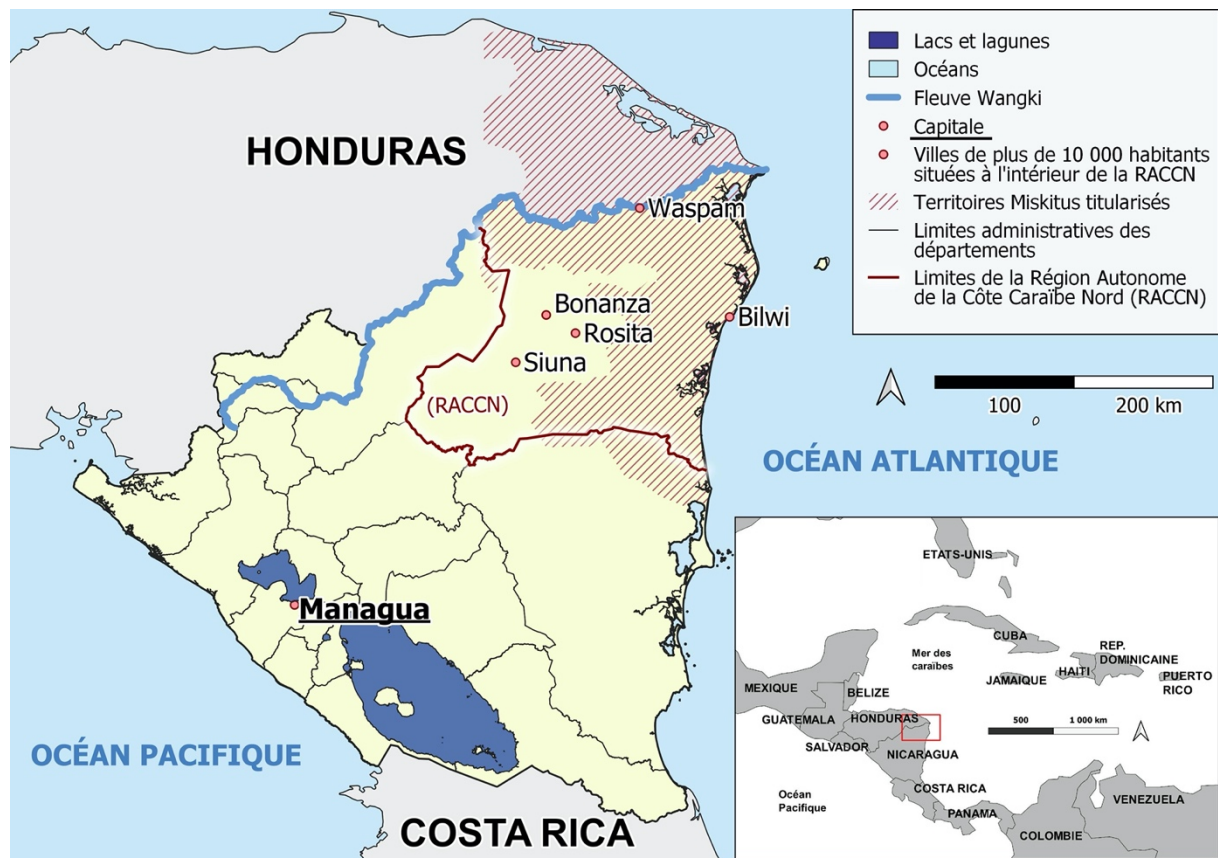 Lacs et lagunes
Océans
Fleuve Wangki
Capitale
Villes de plus de 10 000 habitants
situées à l'intérieur de la RACCN
Territoires Miskitus titularisés
Limites administratives des
départements
Limites de la Région Autonome
de la Côte Caraïbe Nord (RACCN)
HONDURAS
Waspam
Bonanza
Rosita
Bilwi
Siuna
(RACCN)
100
200 km
OCÉAN ATLANTIQUE
Managua
OCÉAN PACIFIQUE
COSTA RICA
ETATS-UNIS
CUBA
Mer des
caraïbes
REP.
DOMINICAINE
HAITI
JAMAIQUE
PUERTO
RICO
MEXIQUE
BELIZE
GUATEMALA
HONDURAS
500
1 000 km
SALVADOR
NICARAGUA
COSTA RICA
Océan
Pacifique
PANAMA
VENEZUELA
COLOMBIE